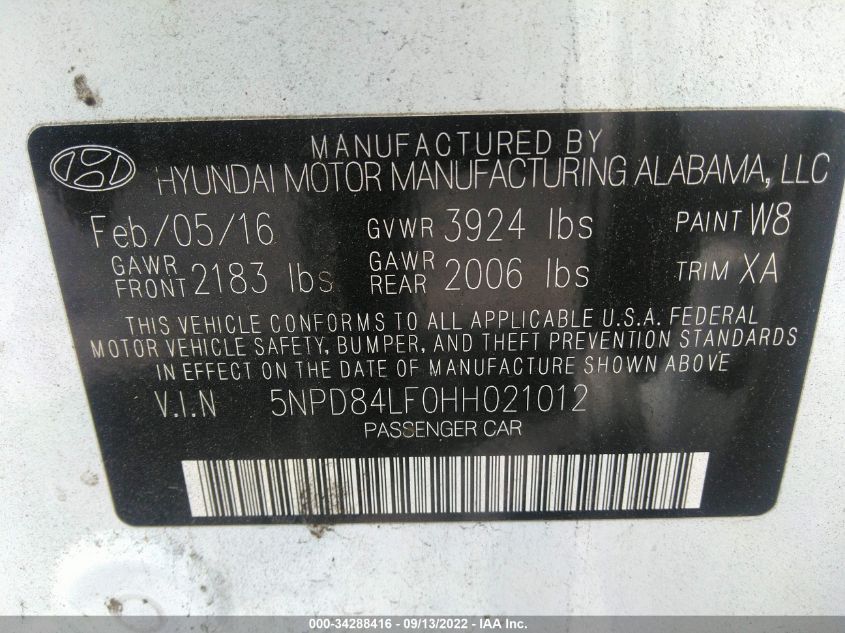 MANUFACTURED BY
HYUNDAI MOTOR MANUFACTURING ALABAMA, LLC
Feb/05/16 GVWR 3924 lbs PAINT W8
GAWR FRONT 2183 lbs GAWR REAR 2006 lbs TRIM XA
THIS VEHICLE CONFORMS TO ALL APPLICABLE U.S.A. FEDERAL
MOTOR VEHICLE SAFETY, BUMPER, AND THEFT PREVENTION STANDARDS
IN EFFECT ON THE DATE OF MANUFACTURE SHOWN ABOVE
V.I.N 5NPD84LF0HH021012
PASSENGER CAR
000-34288416 - 09/13/2022 - IAA Inc.